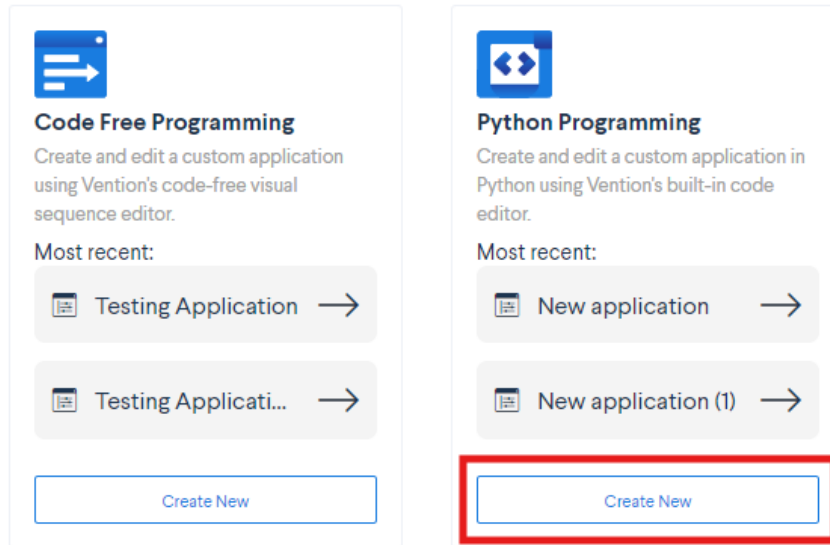 Code Free Programming
Create and edit a custom application
using Vention's code-free visual
sequence editor.
Most recent:
Testing Application
Testing Applicati...
Create New
Python Programming
Create and edit a custom application in
Python using Vention's built-in code
editor.
Most recent:
New application
New application (1)
Create New